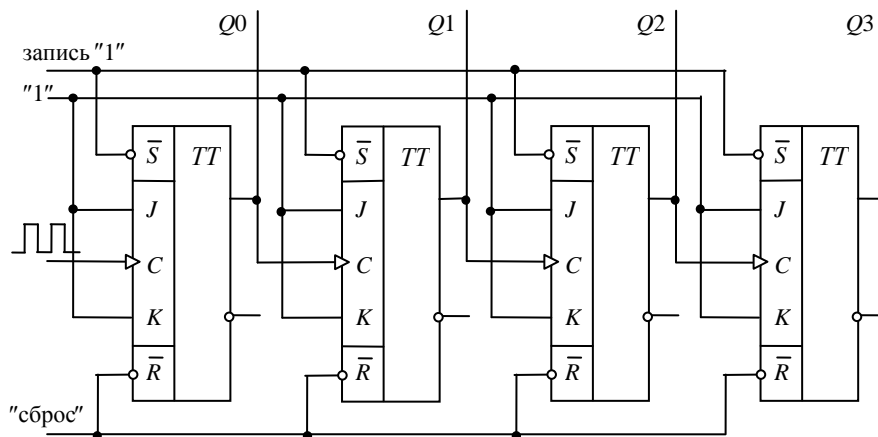 Q0 Q1 Q2 Q3
запись "1"
"1"
S̅ TT S̅ TT S̅ TT S̅ TT
J J J J
C C C C
K K K K
R̅ R̅ R̅ R̅
"сброс"